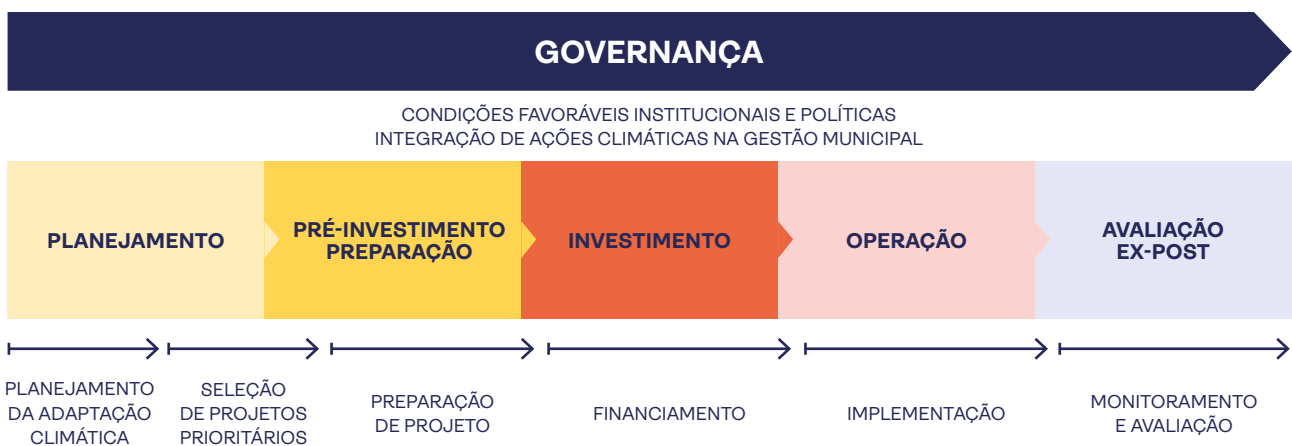 GOVERNANÇA
CONDIÇÕES FAVORÁVEIS INSTITUCIONAIS E POLÍTICAS
INTEGRAÇÃO DE AÇÕES CLIMÁTICAS NA GESTÃO MUNICIPAL
PLANEJAMENTO
PRÉ-INVESTIMENTO
PREPARAÇÃO
INVESTIMENTO
OPERAÇÃO
AVALIAÇÃO
EX-POST
PLANEJAMENTO
DA ADAPTAÇÃO
CLIMÁTICA
SELEÇÃO
DE PROJETOS
PRIORITÁRIOS
PREPARAÇÃO
DE PROJETO
FINANCIAMENTO
IMPLEMENTAÇÃO
MONITORAMENTO
E AVALIAÇÃO